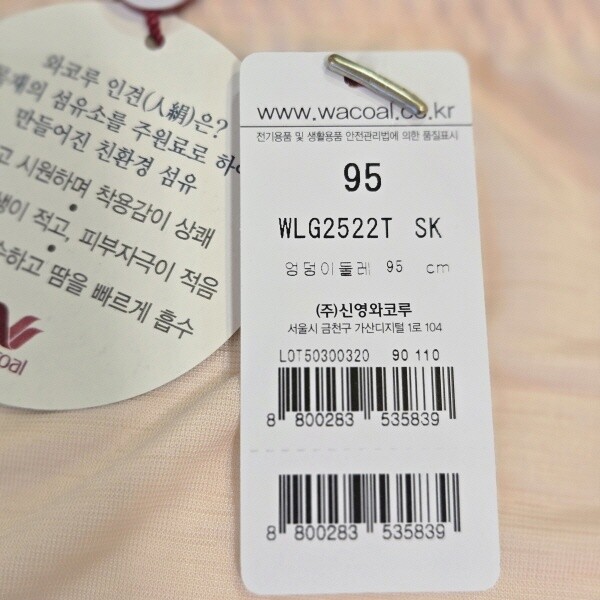 와코루 인견(人絹)은?
목재의 섬유소를 주원료로 하여
만들어진 친환경 섬유
고 시원하며 착용감이 상쾌
생이 적고, 피부자극이 적음
수하고 땀을 빠르게 흡수
www.wacoal.co.kr
전기용품 및 생활용품 안전관리법에 의한 품질표시
95
WLG2522T SK
엉덩이둘레 95 cm
(주)신영와코루
서울시 금천구 가산디지털 1로 104
LOT50300320 90 110
8 800283 535839
8 800283 535839